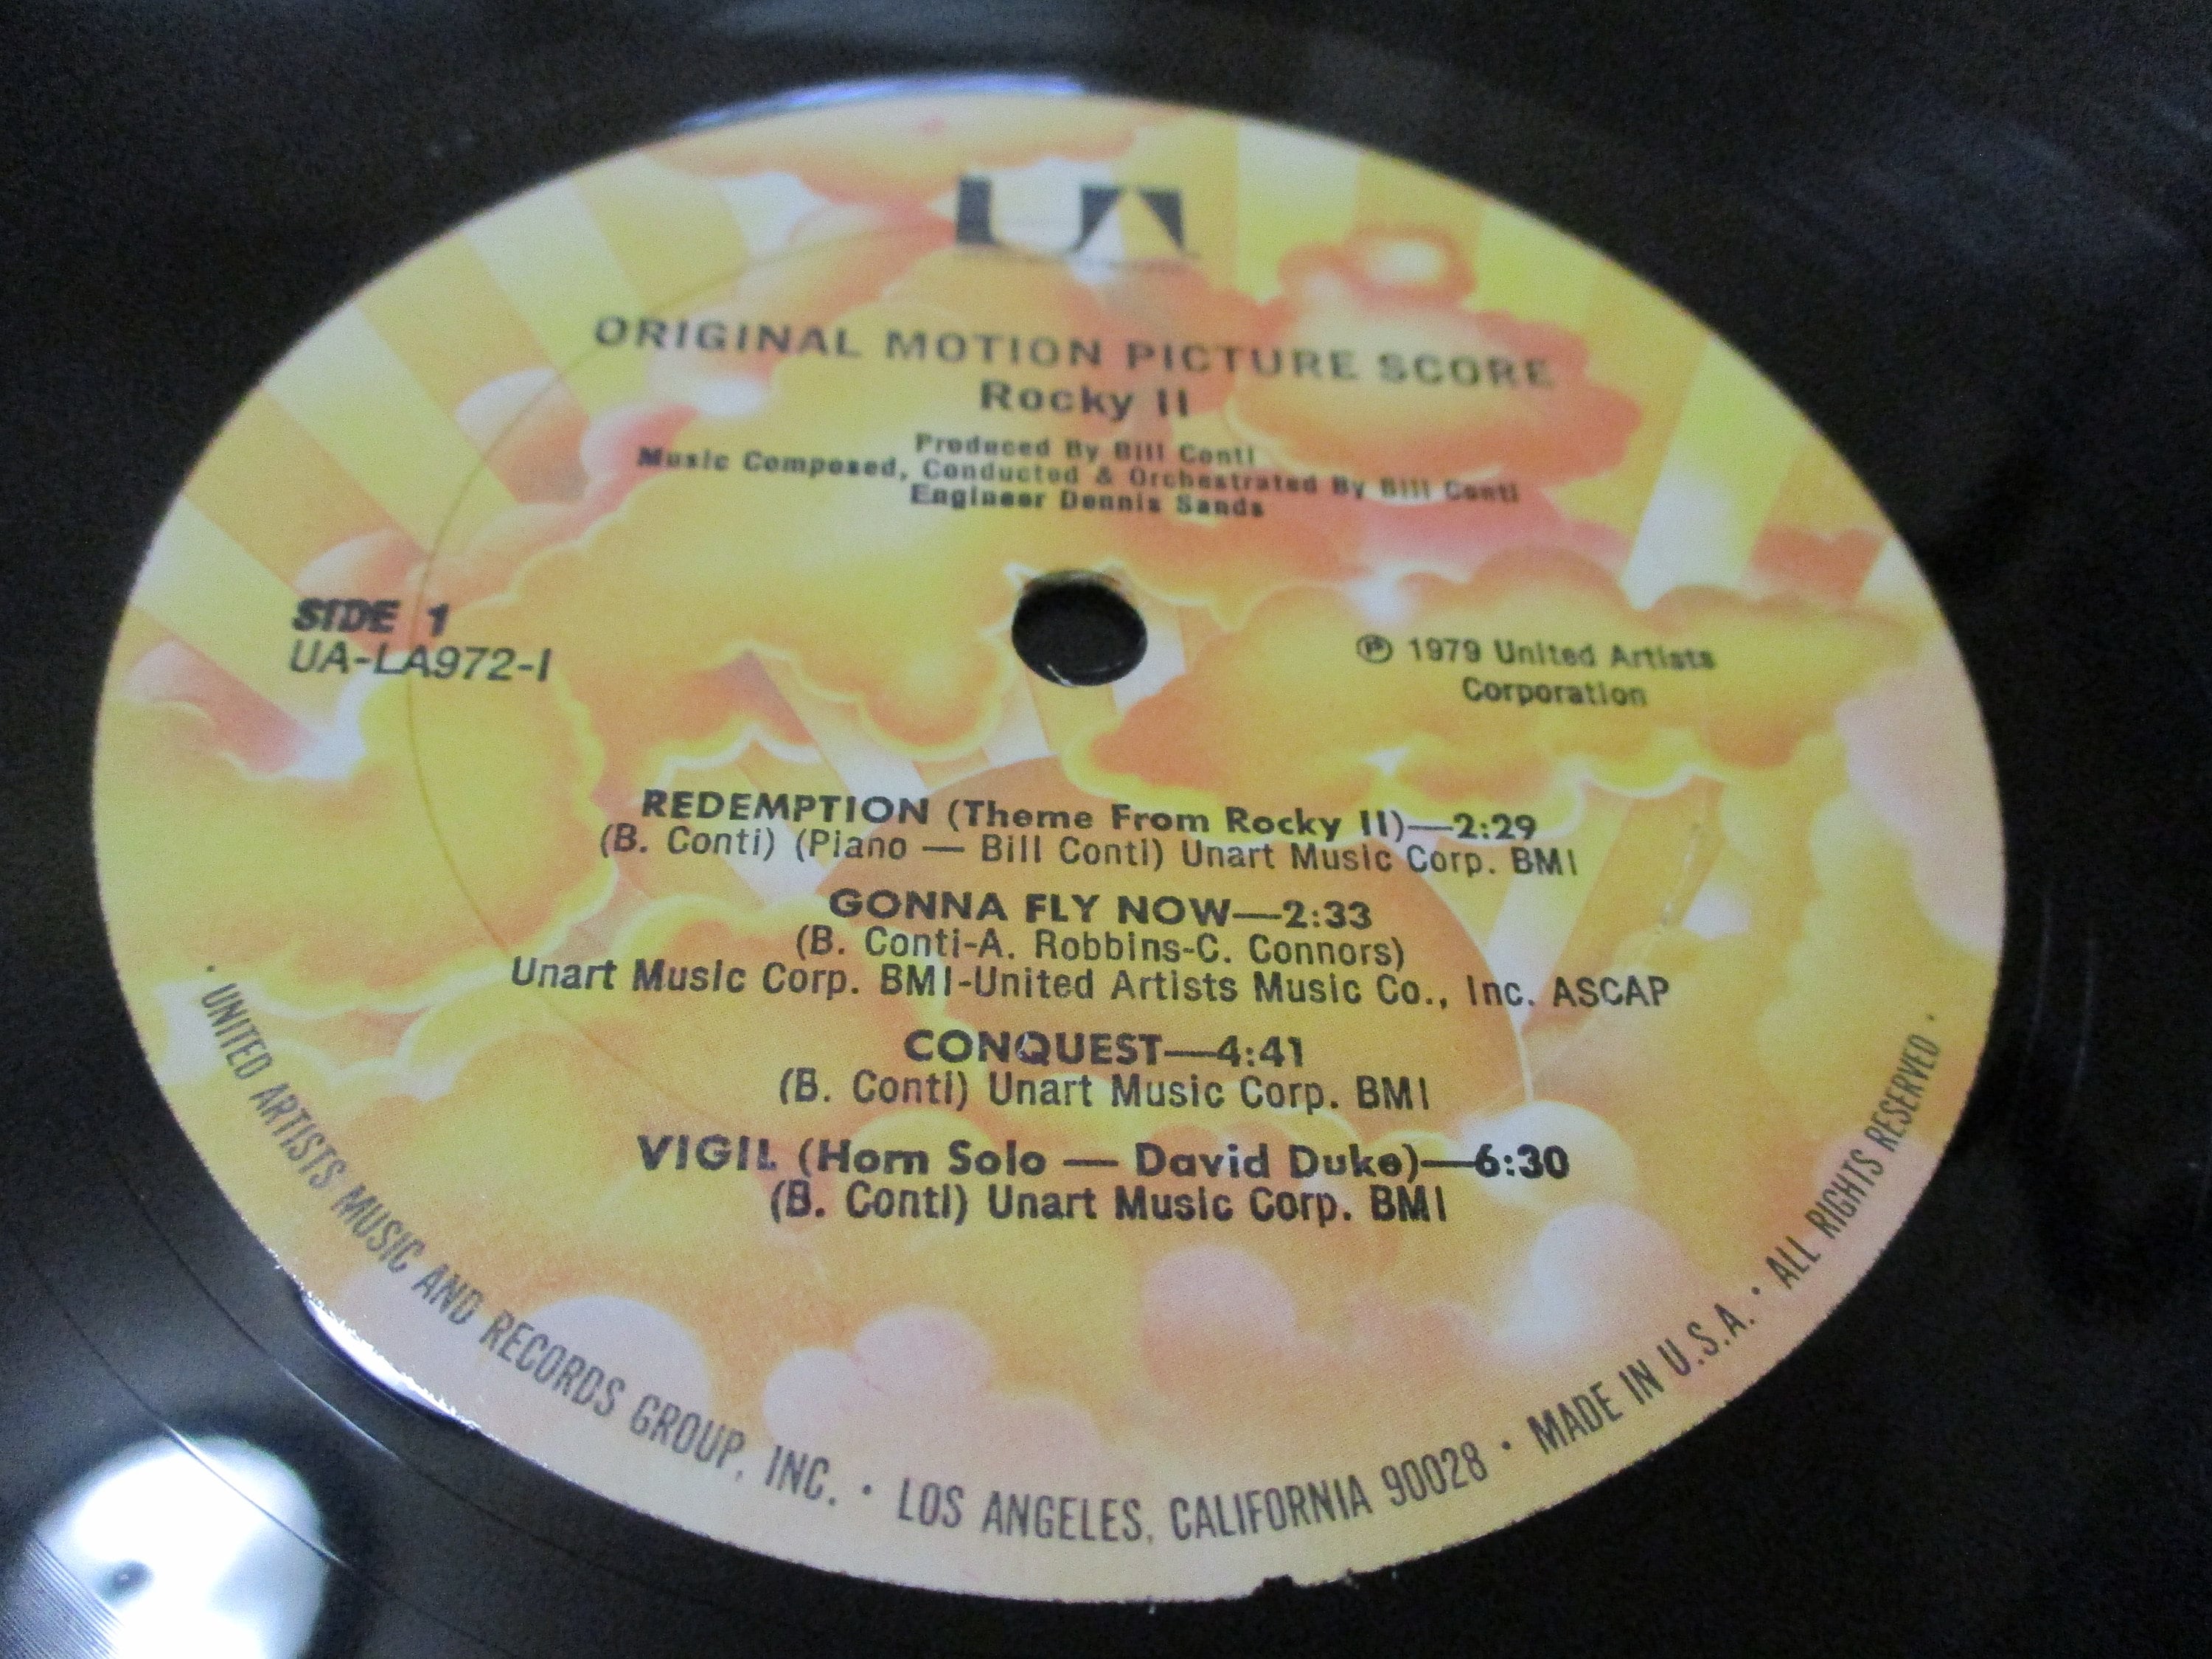 UA
ORIGINAL MOTION PICTURE SCORE
Rocky II
Produced By Bill Conti
Music Composed, Conducted & Orchestrated By Bill Conti
Engineer Dennis Sands
SIDE 1
UA-LA972-I
℗ 1979 United Artists
Corporation
REDEMPTION (Theme From Rocky II)—2:29
(B. Conti) (Piano — Bill Conti) Unart Music Corp. BMI
GONNA FLY NOW—2:33
(B. Conti-A. Robbins-C. Connors)
Unart Music Corp. BMI-United Artists Music Co., Inc. ASCAP
CONQUEST—4:41
(B. Conti) Unart Music Corp. BMI
VIGIL (Horn Solo — David Duke)—6:30
(B. Conti) Unart Music Corp. BMI
· UNITED ARTISTS MUSIC AND RECORDS GROUP, INC. · LOS ANGELES, CALIFORNIA 90028 · MADE IN U.S.A. · ALL RIGHTS RESERVED ·